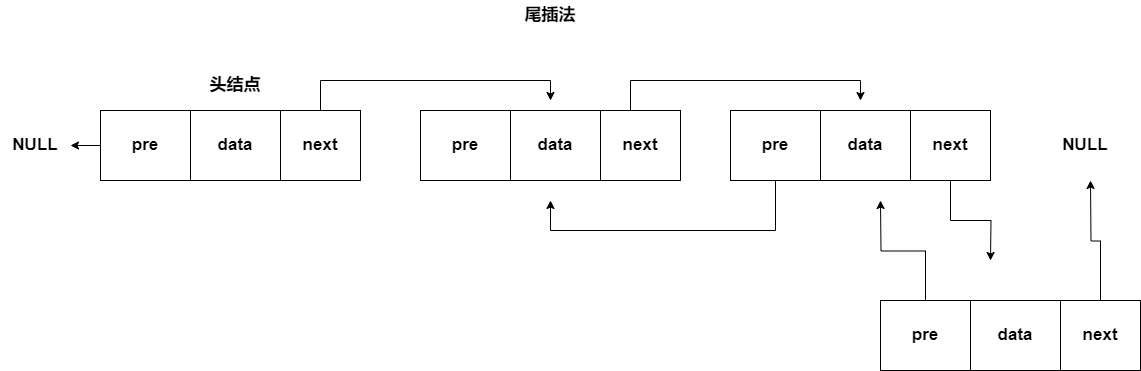 尾插法
头结点
NULL
pre
data
next
pre
data
next
pre
data
next
NULL
pre
data
next